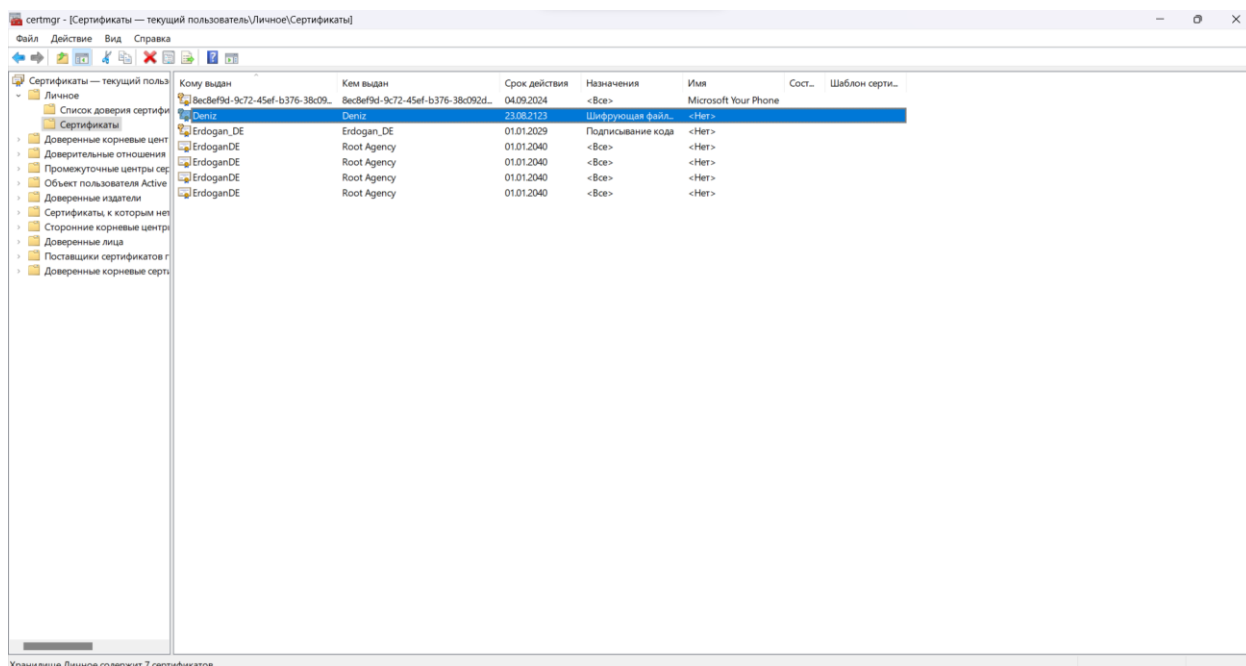 certmgr - [Сертификаты — текущий пользователь\Личное\Сертификаты]
Файл Действие Вид Справка
Сертификаты — текущий польз
Личное
Список доверия сертифи
Сертификаты
Доверенные корневые цент
Доверительные отношения
Промежуточные центры сер
Объект пользователя Active
Доверенные издатели
Сертификаты, к которым нет
Сторонние корневые центр
Доверенные лица
Поставщики сертификатов г
Доверенные корневые серти
Кому выдан Кем выдан Срок действия Назначения Имя Сост... Шаблон серти...
8ec8ef9d-9c72-45ef-b376-38c09... 8ec8ef9d-9c72-45ef-b376-38c092d... 04.09.2024 <Все> Microsoft Your Phone
Deniz Deniz 23.08.2123 Шифрующая файл... <Нет>
Erdogan_DE Erdogan_DE 01.01.2029 Подписывание кода <Нет>
ErdoganDE Root Agency 01.01.2040 <Все> <Нет>
ErdoganDE Root Agency 01.01.2040 <Все> <Нет>
ErdoganDE Root Agency 01.01.2040 <Все> <Нет>
ErdoganDE Root Agency 01.01.2040 <Все> <Нет>
Хранилище Личное содержит 7 сертификатов.